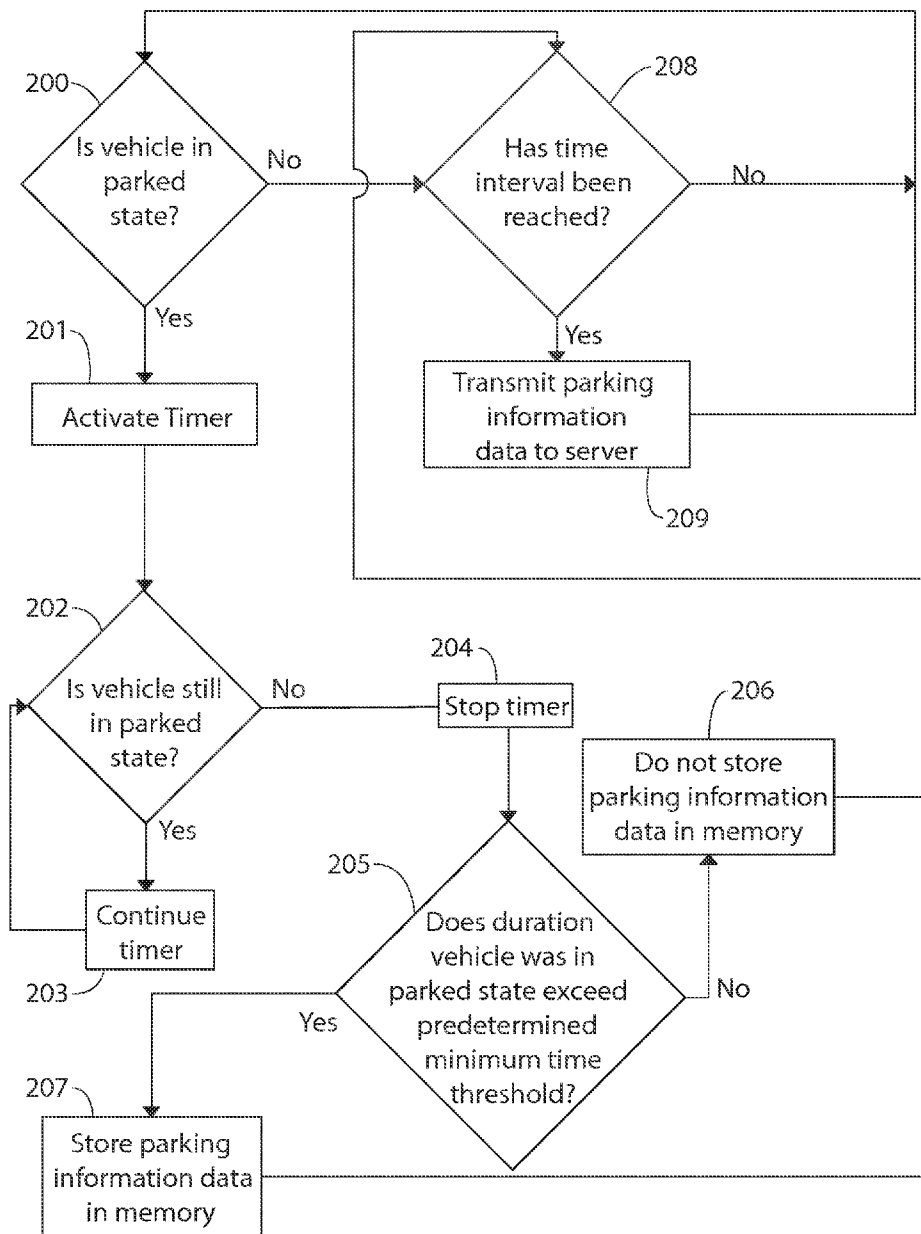 200
Is vehicle in
parked
state?
No
Yes
208
Has time
interval been
reached?
No
Yes
201
Activate Timer
Transmit parking
information
data to server
209
202
Is vehicle still
in parked
state?
No
Yes
204
Stop timer
206
Do not store
parking information
data in memory
Continue
timer
203
205
Does duration
vehicle was in
parked state exceed
predetermined
minimum time
threshold?
Yes
No
207
Store parking
information data
in memory